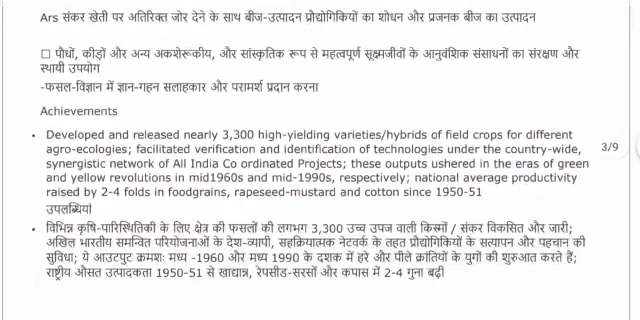 Ars संकर खेती पर अतिरिक्त जोर देने के साथ बीज-उत्पादन प्रौद्योगिकियों का शोधन और प्रजनक बीज का उत्पादन
□ पौधों, कीड़ों और अन्य अकशेरूकीय, और सांस्कृतिक रूप से महत्वपूर्ण सूक्ष्मजीवों के आनुवंशिक संसाधनों का संरक्षण और
स्थायी उपयोग
-फसल-विज्ञान में ज्ञान-गहन सलाहकार और परामर्श प्रदान करना
Achievements
• Developed and released nearly 3,300 high-yielding varieties/hybrids of field crops for different
agro-ecologies; facilitated verification and identification of technologies under the country-wide,
3/9
synergistic network of All India Co ordinated Projects; these outputs ushered in the eras of green
and yellow revolutions in mid1960s and mid-1990s, respectively; national average productivity
raised by 2-4 folds in foodgrains, rapeseed-mustard and cotton since 1950-51
उपलब्धियां
• विभिन्न कृषि-पारिस्थितिकी के लिए क्षेत्र की फसलों की लगभग 3,300 उच्च उपज वाली किस्मों / संकर विकसित और जारी;
अखिल भारतीय समन्वित परियोजनाओं के देश-व्यापी, सहक्रियात्मक नेटवर्क के तहत प्रौद्योगिकियों के सत्यापन और पहचान की
सुविधा; ये आउटपुट क्रमशः मध्य -1960 और मध्य 1990 के दशक में हरे और पीले क्रांतियों के युगों की शुरुआत करते हैं;
राष्ट्रीय औसत उत्पादकता 1950-51 से खाद्यान्न, रेपसीड-सरसों और कपास में 2-4 गुना बढ़ी